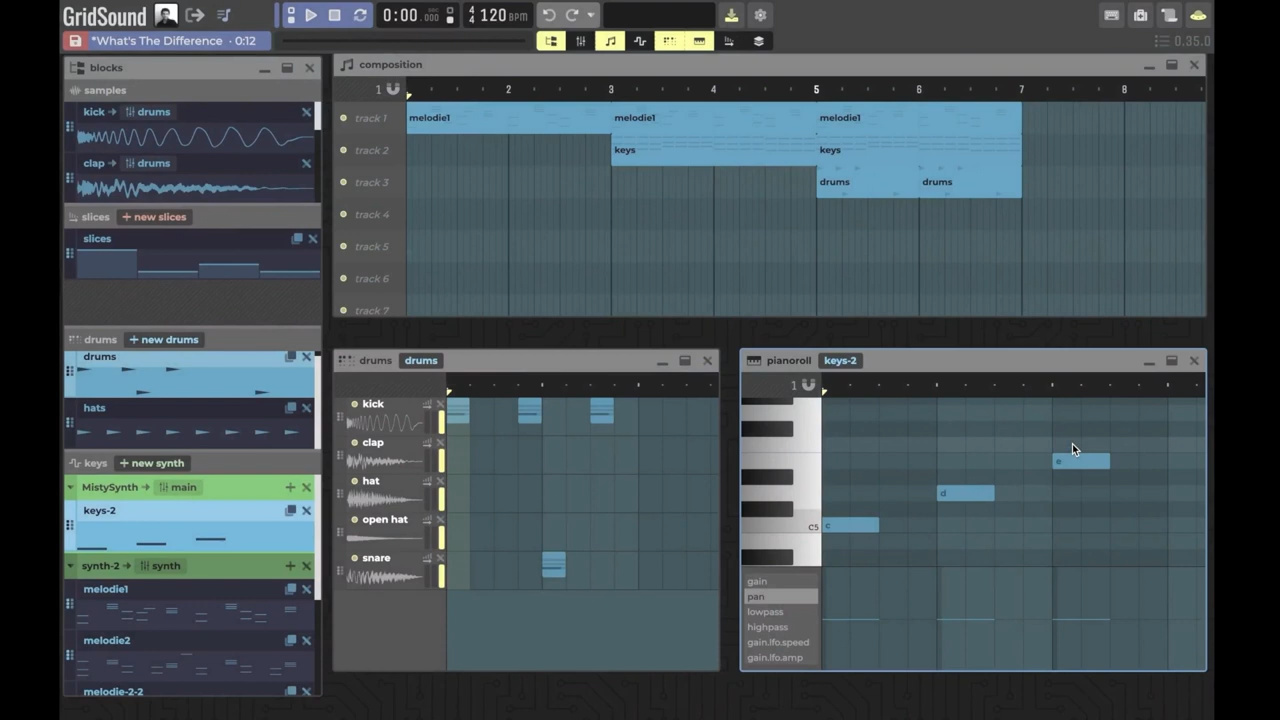 GridSound
0:00 .000
SEC
4 4 120 BPM
*What's The Difference · 0:12
0.35.0
blocks
samples
kick → drums
clap → drums
slices + new slices
slices
drums + new drums
drums
hats
keys + new synth
MistySynth → main
keys-2
synth-2 → synth
melodie1
melodie2
melodie-2-2
composition
1 2 3 4 5 6 7 8
track 1 melodie1 melodie1 melodie1
track 2 keys keys
track 3 drums drums
track 4
track 5
track 6
track 7
drums drums
kick
clap
hat
open hat
snare
pianoroll keys-2
1
e
d
C5 c
gain
pan
lowpass
highpass
gain.lfo.speed
gain.lfo.amp